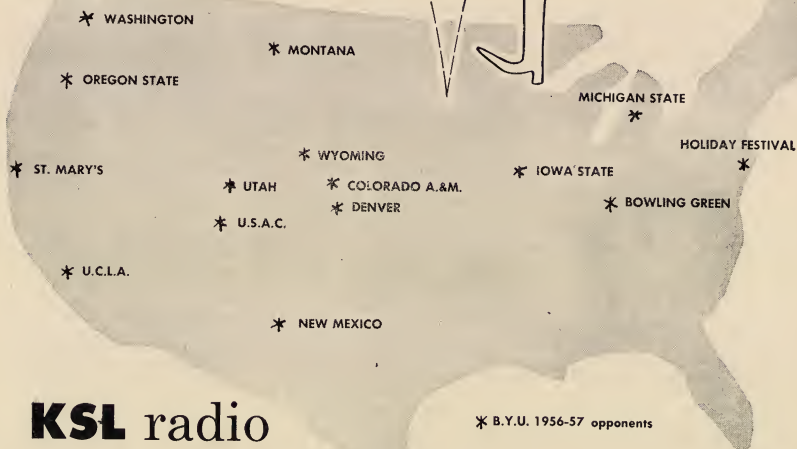 WASHINGTON
MONTANA
OREGON STATE
MICHIGAN STATE
HOLIDAY FESTIVAL
WYOMING
ST. MARY'S
IOWA STATE
UTAH
COLORADO A.&M.
BOWLING GREEN
DENVER
U.S.A.C.
U.C.L.A.
NEW MEXICO
KSL radio
B.Y.U. 1956-57 opponents